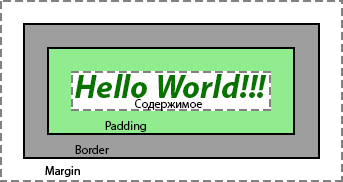 Hello World!!!
Содержимое
Padding
Border
Margin